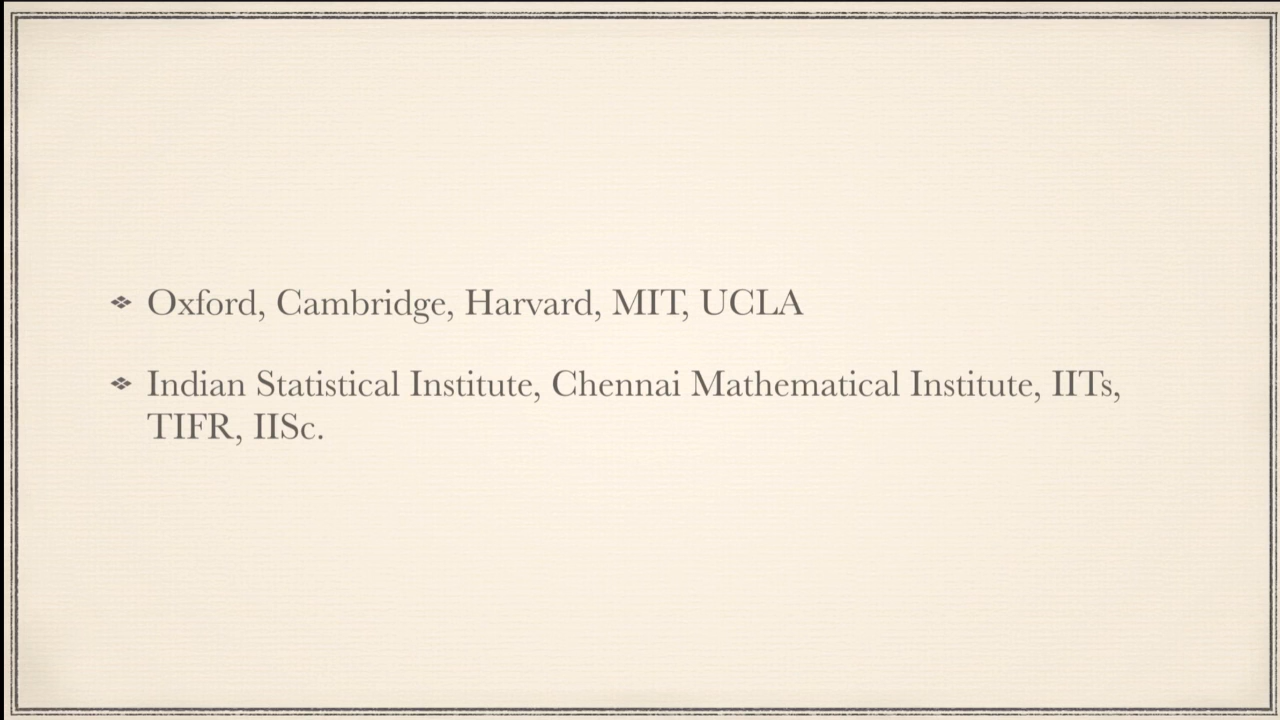 Oxford, Cambridge, Harvard, MIT, UCLA
Indian Statistical Institute, Chennai Mathematical Institute, IITs,
TIFR, IISc.